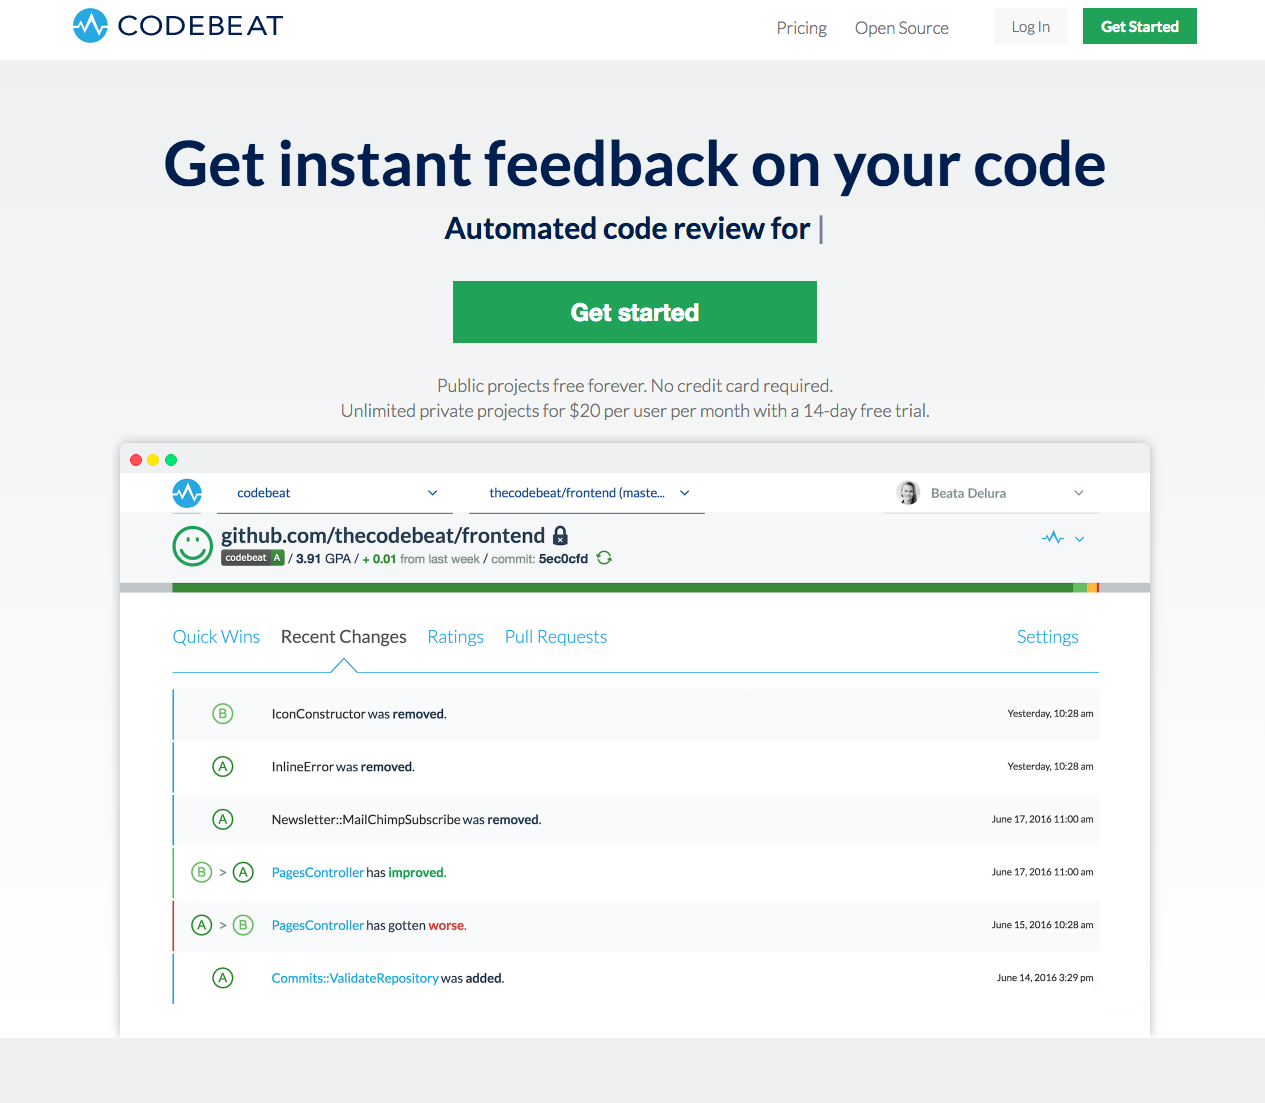 CODEBEAT
Pricing
Open Source
Log In
Get Started
Get instant feedback on your code
Automated code review for |
Get started
Public projects free forever. No credit card required.
Unlimited private projects for $20 per user per month with a 14-day free trial.
codebeat
thecodebeat/frontend (maste...
Beata Delura
github.com/thecodebeat/frontend
codebeat A / 3.91 GPA / + 0.01 from last week / commit: 5ec0cfd
Quick Wins
Recent Changes
Ratings
Pull Requests
Settings
B IconConstructor was removed. Yesterday, 10:28 am
A InlineError was removed. Yesterday, 10:28 am
A Newsletter::MailChimpSubscribe was removed. June 17, 2016 11:00 am
B > A PagesController has improved. June 17, 2016 11:00 am
A > B PagesController has gotten worse. June 15, 2016 10:28 am
A Commits::ValidateRepository was added. June 14, 2016 3:29 pm